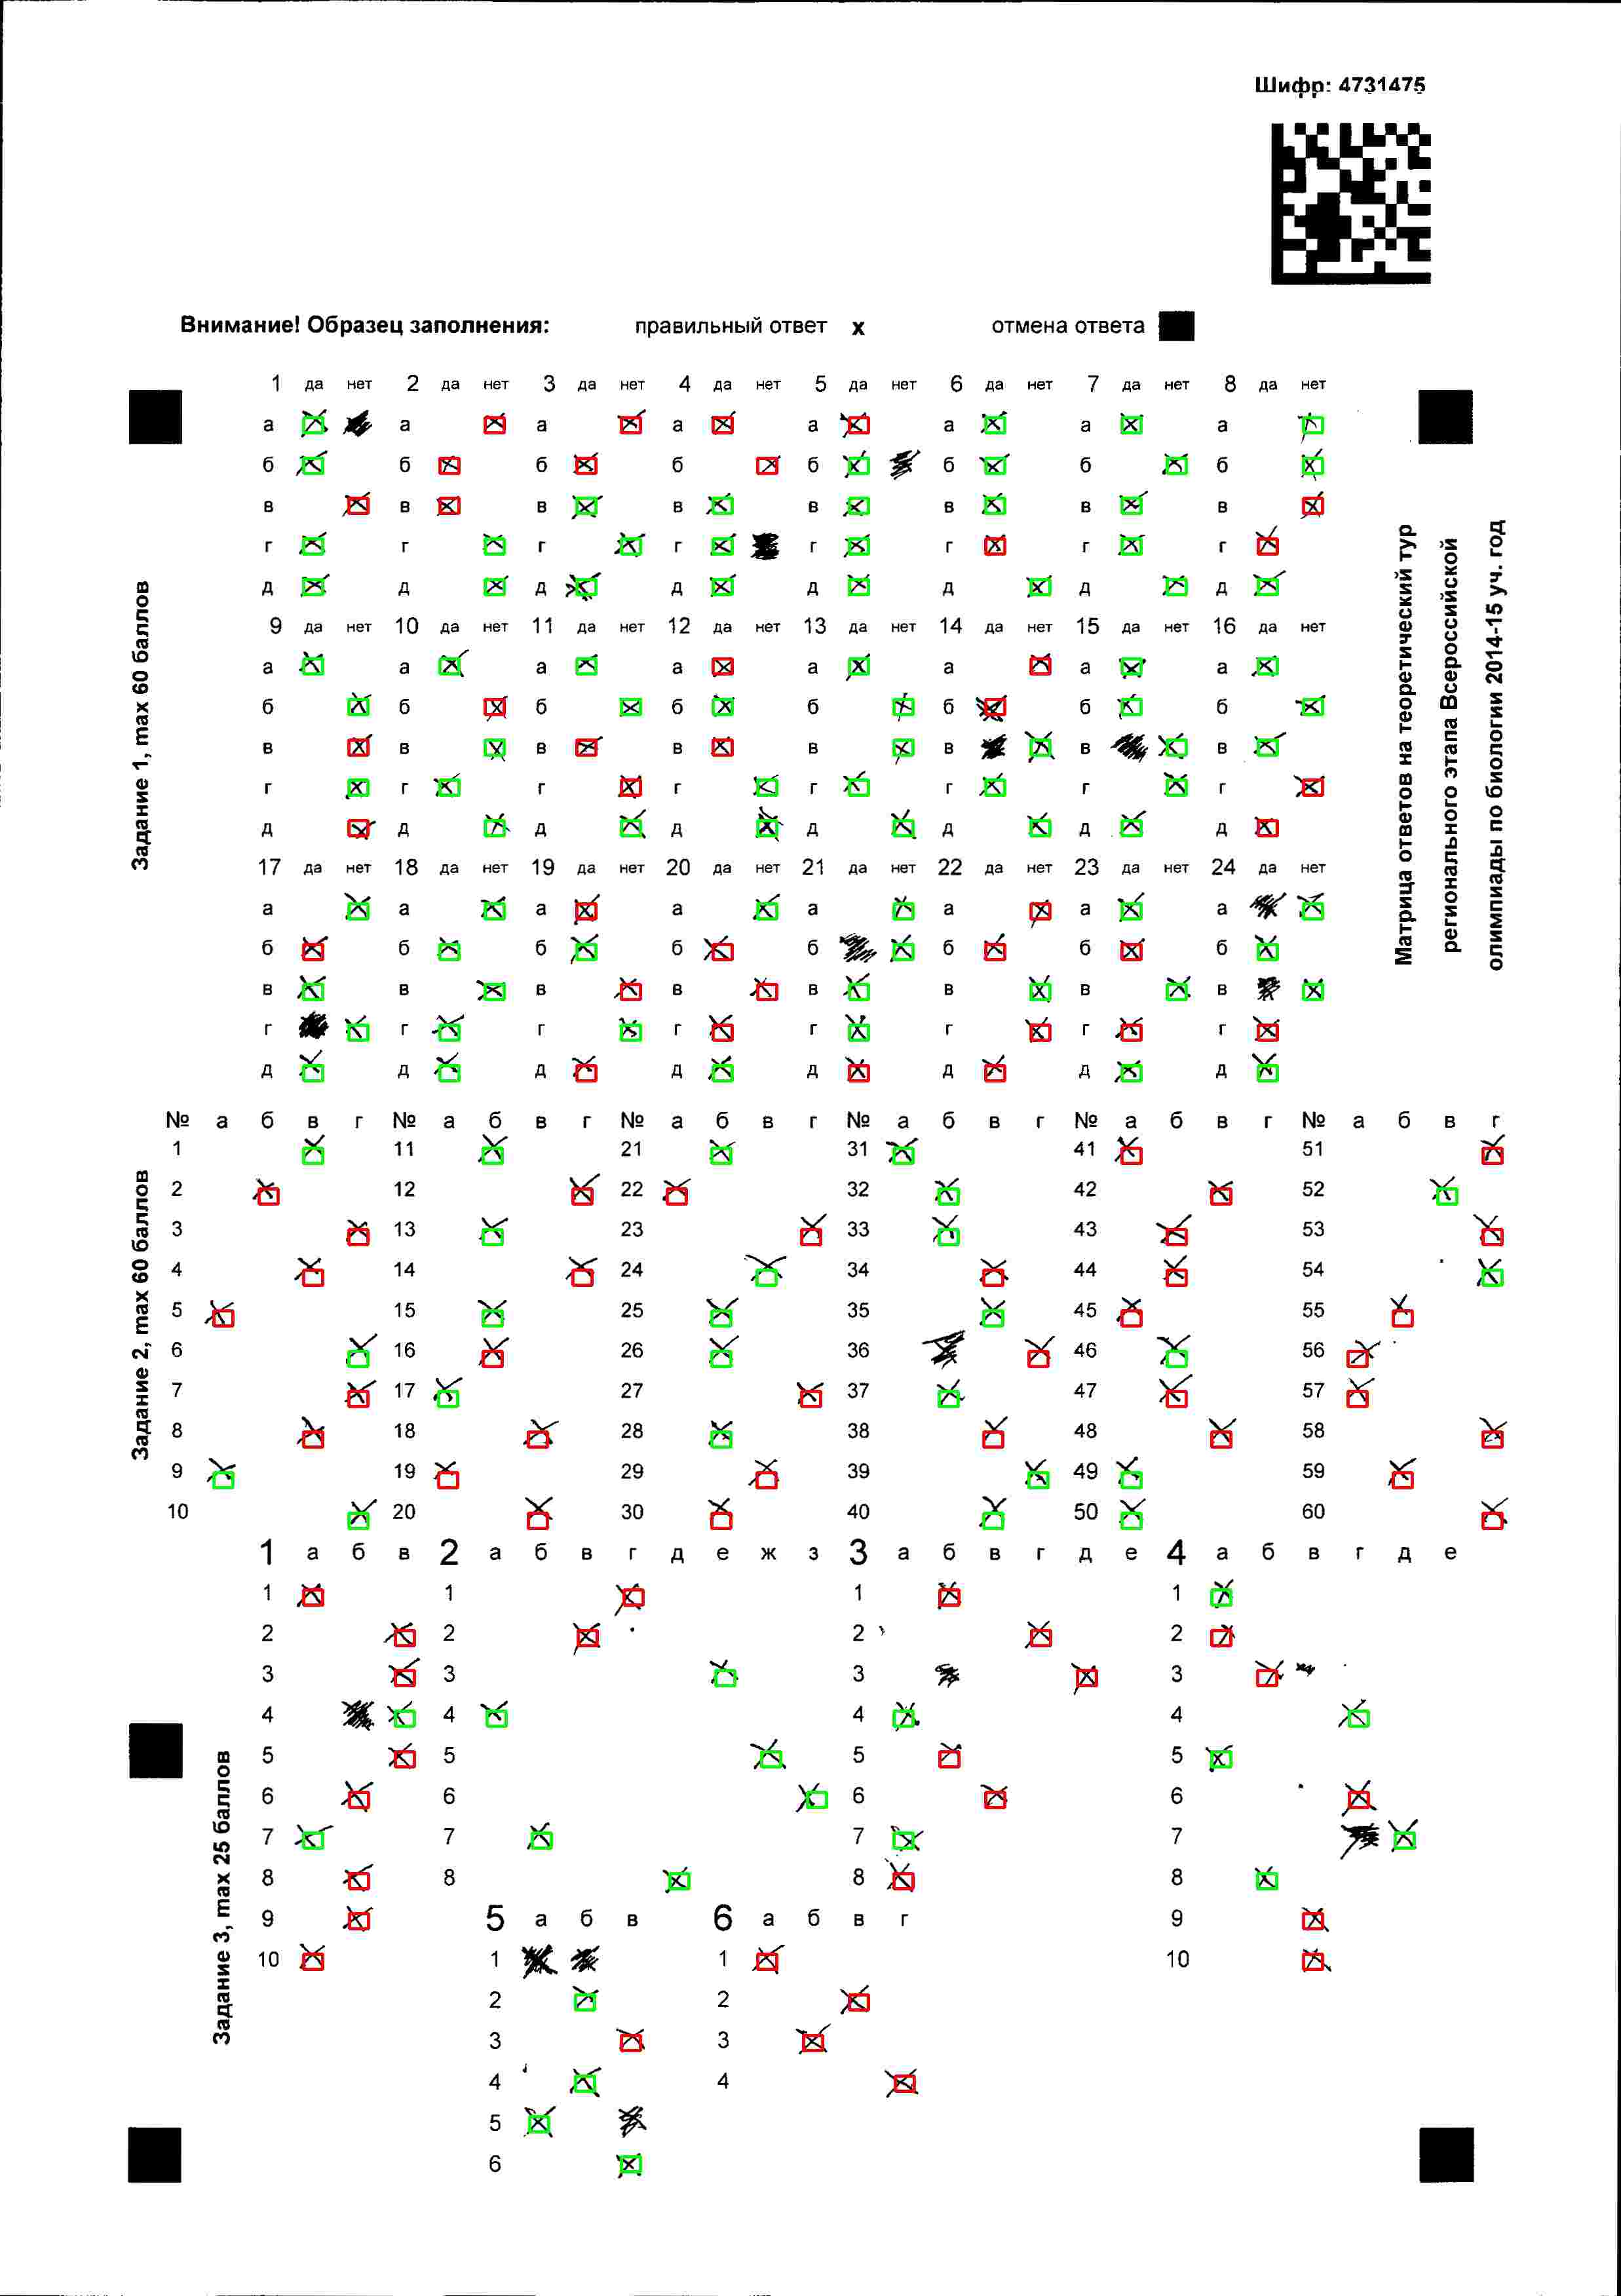 Шифр: 4731475
Внимание! Образец заполнения: правильный ответ х отмена ответа
Задание 1, max 60 баллов
1 да нет 2 да нет 3 да нет 4 да нет 5 да нет 6 да нет 7 да нет 8 да нет
а а а а а а а а
б б б б б б б б
в в в в в в в в
г г г г г г г г
д д д д д д д д
9 да нет 10 да нет 11 да нет 12 да нет 13 да нет 14 да нет 15 да нет 16 да нет
а а а а а а а а
б б б б б б б б
в в в в в в в в
г г г г г г г г
д д д д д д д д
17 да нет 18 да нет 19 да нет 20 да нет 21 да нет 22 да нет 23 да нет 24 да нет
а а а а а а а а
б б б б б б б б
в в в в в в в в
г г г г г г г г
д д д д д д д д
Матрица ответов на теоретический тур
регионального этапа Всероссийской
олимпиады по биологии 2014-15 уч. год
Задание 2, max 60 баллов
№ а б в г № а б в г № а б в г № а б в г № а б в г № а б в г
1 11 21 31 41 51
2 12 22 32 42 52
3 13 23 33 43 53
4 14 24 34 44 54
5 15 25 35 45 55
6 16 26 36 46 56
7 17 27 37 47 57
8 18 28 38 48 58
9 19 29 39 49 59
10 20 30 40 50 60
Задание 3, max 25 баллов
1 а б в 2 а б в г д е ж з 3 а б в г д е 4 а б в г д е
1 1 1 1
2 2 2 2
3 3 3 3
4 4 4 4
5 5 5 5
6 6 6 6
7 7 7 7
8 8 8 8
9 5 а б в 6 а б в г 9
10 1 1 10
2 2
3 3
4 4
5
6